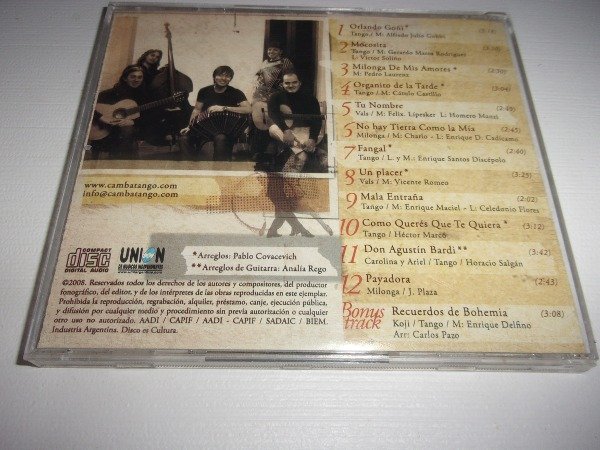 1 Orlando Goñi *
Tango / M: Alfredo Julio Gobbi
2 Mocosita
Tango / M: Gerardo Matos Rodríguez
L: Victor Soliño
3 Milonga De Mis Amores * (2:30)
M: Pedro Laurenz
4 Organito de la Tarde * (3:04)
Tango / M: Cátulo Castillo
5 Tu Nombre (2:49)
Vals / M: Felix. Lipesker L: Homero Manzi
5 No hay Tierra Como la Mía (2:45)
Milonga / M: Charlo - L: Enrique D. Cadícamo
7 Fangal * (2:40)
Tango / L: y M: Enrique Santos Discépolo
8 Un placer * (3:25)
Vals / M: Vicente Romeo
9 Mala Entraña (2:02)
Tango / M: Enrique Maciel / L: Celedonio Flores
10 Como Querés Que Te Quiera * (3:12)
Tango / Héctor Marcó
11 Don Agustín Bardi ** (3:42)
Carolina y Ariel / Tango / Horacio Salgán
12 Payadora (2:43)
Milonga / J. Plaza
Bonus track Recuerdos de Bohemia (3:08)
Koji / Tango / M: Enrique Delfino
Arr: Carlos Pazo
www.cambatango.com
info@cambatango.com
COMPACT
disc
DIGITAL AUDIO
UNION
DE MUSICOS INDEPENDIENTES
*Arreglos: Pablo Covacevich
**Arreglos de Guitarra: Analía Rego
©2008. Reservados todos los derechos de los autores y compositores, del productor
fonográfico, del editor, y de los intérpretes de las obras reproducidas en este ejemplar.
Prohibida la reproducción, regrabación, alquiler, préstamo, canje, ejecución pública,
y difusión por cualquier medio y procedimiento sin previa autorización o cualquier
otro uso no autorizado. AADI / CAPIF / AADI - CAPIF / SADAIC / BIEM.
Industria Argentina. Disco es Cultura.